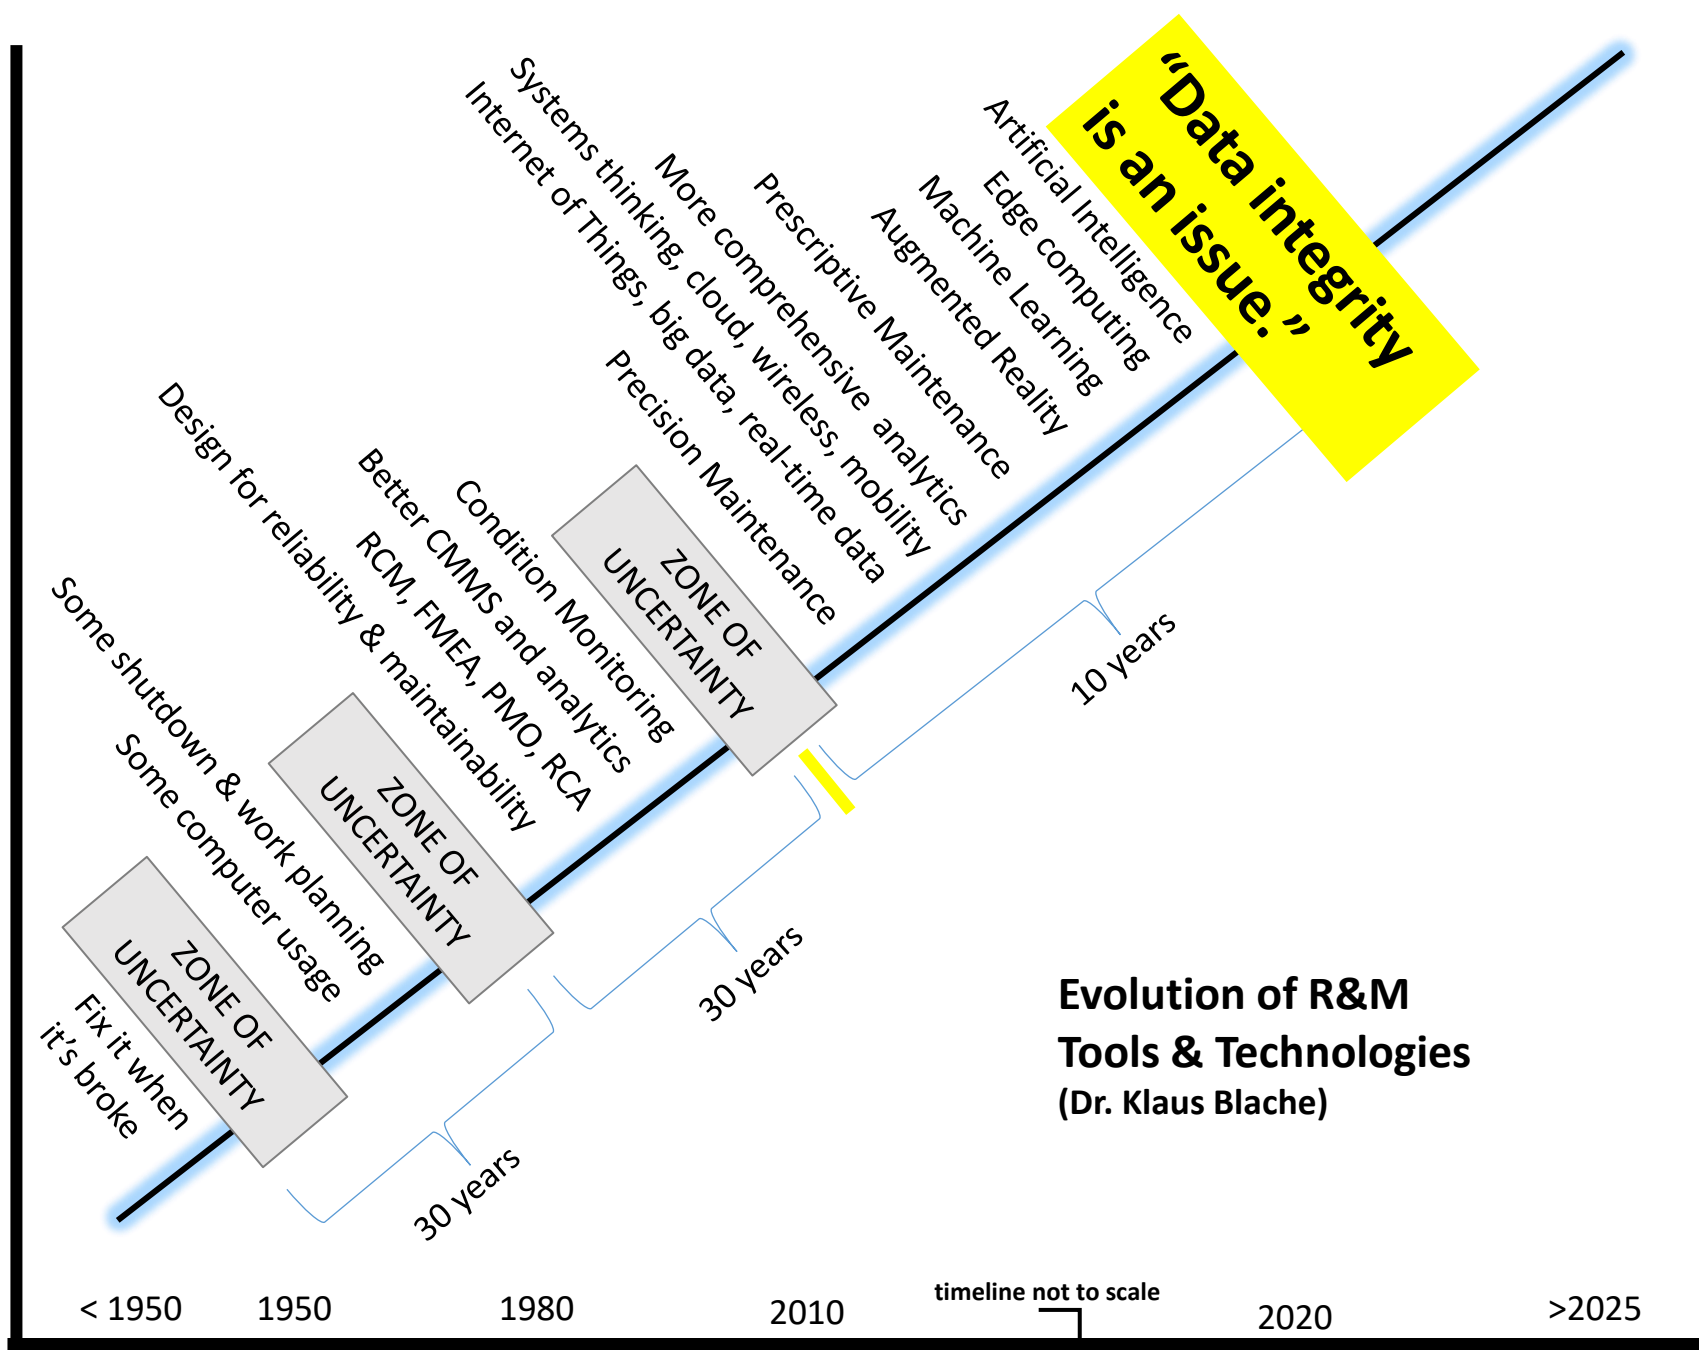 Fix it when
it's broke
ZONE OF
UNCERTAINTY
Some computer usage
Some shutdown & work planning
ZONE OF
UNCERTAINTY
Design for reliability & maintainability
RCM, FMEA, PMO, RCA
Better CMMS and analytics
Condition Monitoring
ZONE OF
UNCERTAINTY
Precision Maintenance
Internet of Things, big data, real-time data
Systems thinking, cloud, wireless, mobility
More comprehensive analytics
Prescriptive Maintenance
Augmented Reality
Machine Learning
Edge computing
Artificial Intelligence
“Data integrity
is an issue.”
30 years
30 years
10 years
Evolution of R&M
Tools & Technologies
(Dr. Klaus Blache)
timeline not to scale
< 1950
1950
1980
2010
2020
>2025